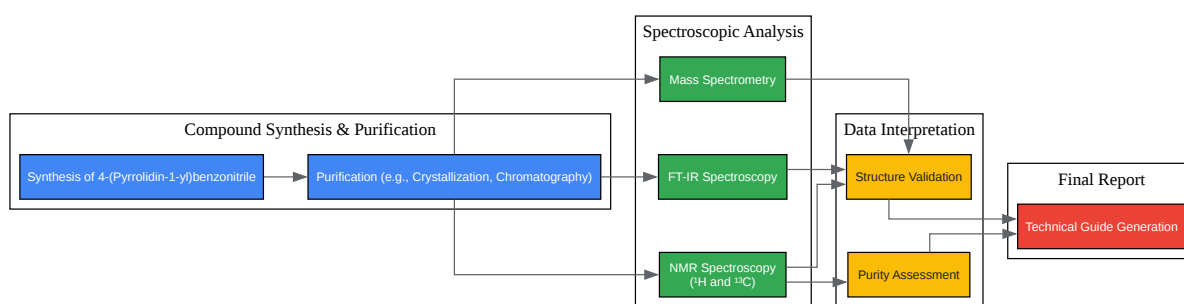 Compound Synthesis & Purification
Synthesis of 4-(Pyrrolidin-1-yl)benzonitrile
Purification (e.g., Crystallization, Chromatography)
Spectroscopic Analysis
Mass Spectrometry
FT-IR Spectroscopy
NMR Spectroscopy
(¹H and ¹³C)
Data Interpretation
Structure Validation
Purity Assessment
Final Report
Technical Guide Generation